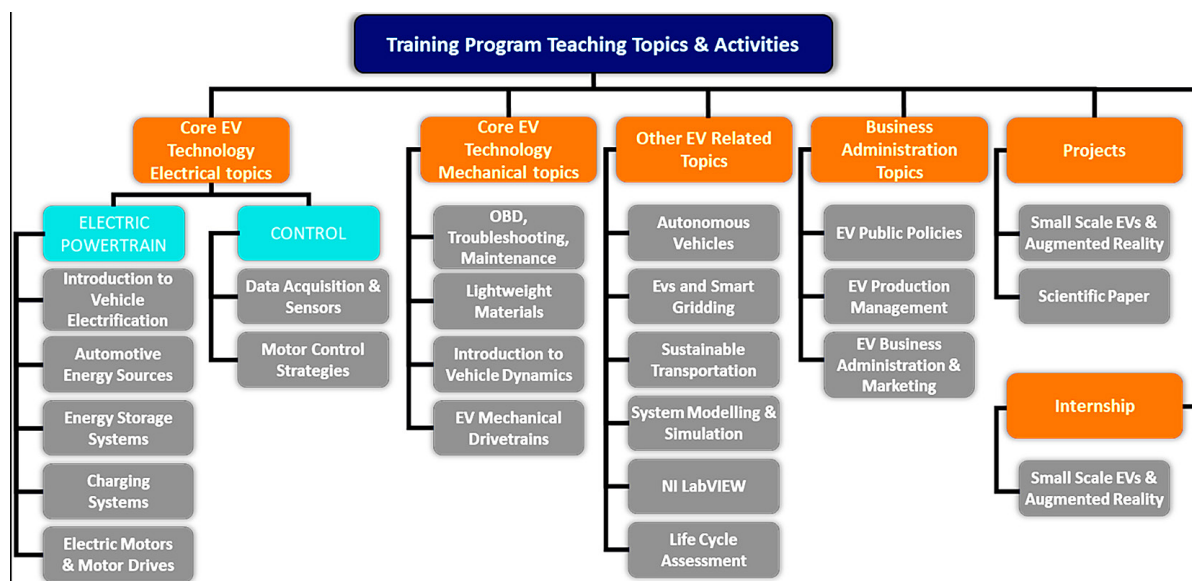 Training Program Teaching Topics & Activities
Core EV
Technology
Electrical topics
ELECTRIC
POWERTRAIN
Introduction to
Vehicle
Electrification
Automotive
Energy Sources
Energy Storage
Systems
Charging
Systems
Electric Motors
& Motor Drives
CONTROL
Data Acquisition &
Sensors
Motor Control
Strategies
Core EV
Technology
Mechanical topics
OBD,
Troubleshooting,
Maintenance
Lightweight
Materials
Introduction to
Vehicle Dynamics
EV Mechanical
Drivetrains
Other EV Related
Topics
Autonomous
Vehicles
Evs and Smart
Gridding
Sustainable
Transportation
System Modelling &
Simulation
NI LabVIEW
Life Cycle
Assessment
Business
Administration
Topics
EV Public Policies
EV Production
Management
EV Business
Administration &
Marketing
Projects
Small Scale EVs &
Augmented Reality
Scientific Paper
Internship
Small Scale EVs &
Augmented Reality